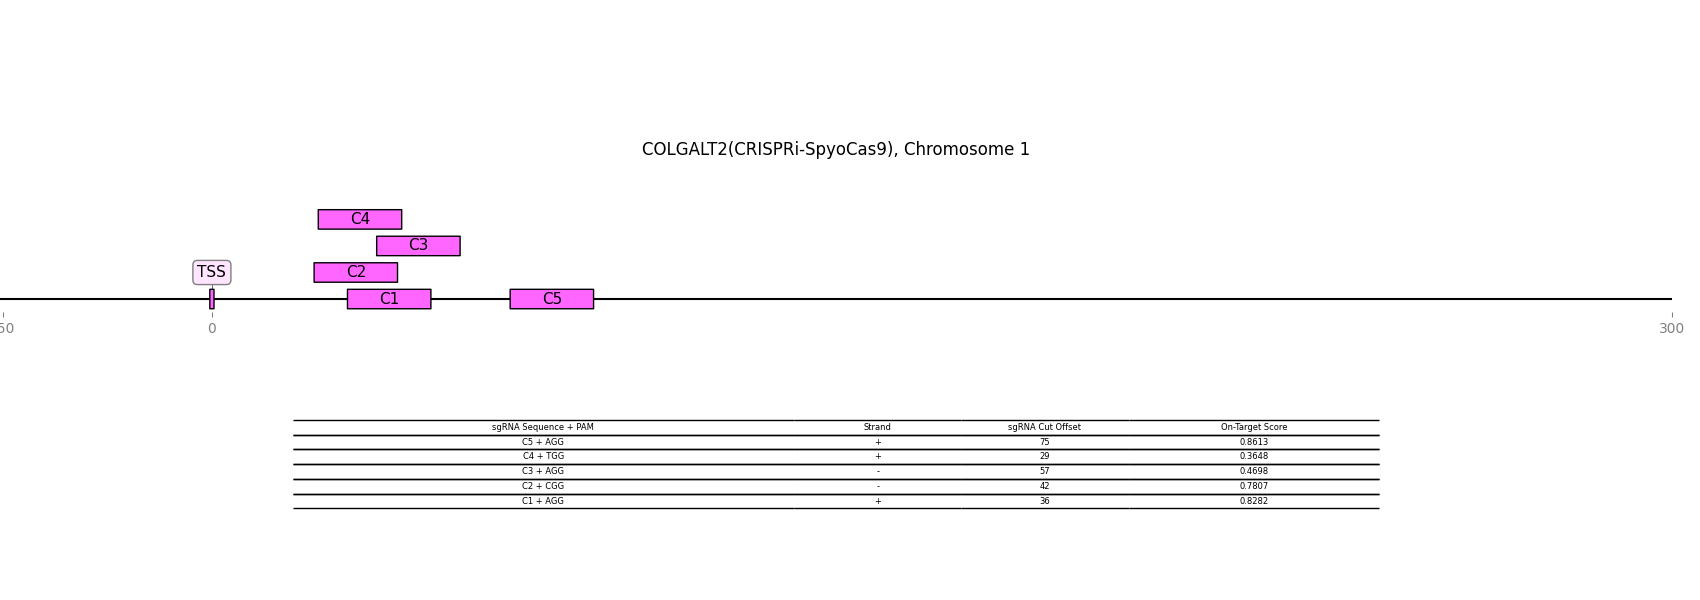 COLGALT2(CRISPRi-SpyoCas9), Chromosome 1
C4
C3
TSS C2
C1 C5
50 0 300
sgRNA Sequence + PAM Strand sgRNA Cut Offset On-Target Score
C5 + AGG + 75 0.8613
C4 + TGG + 29 0.3648
C3 + AGG - 57 0.4698
C2 + CGG - 42 0.7807
C1 + AGG + 36 0.8282